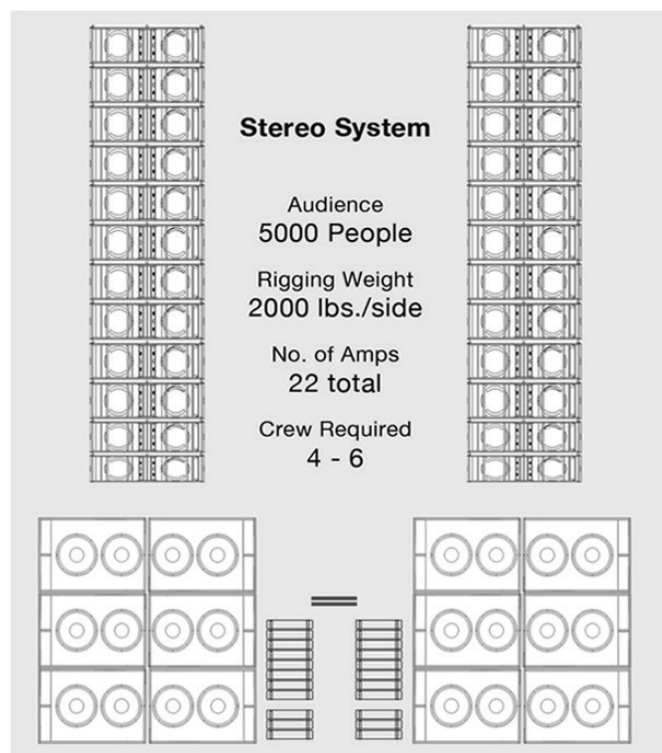 Stereo System
Audience
5000 People
Rigging Weight
2000 lbs./side
No. of Amps
22 total
Crew Required
4 - 6